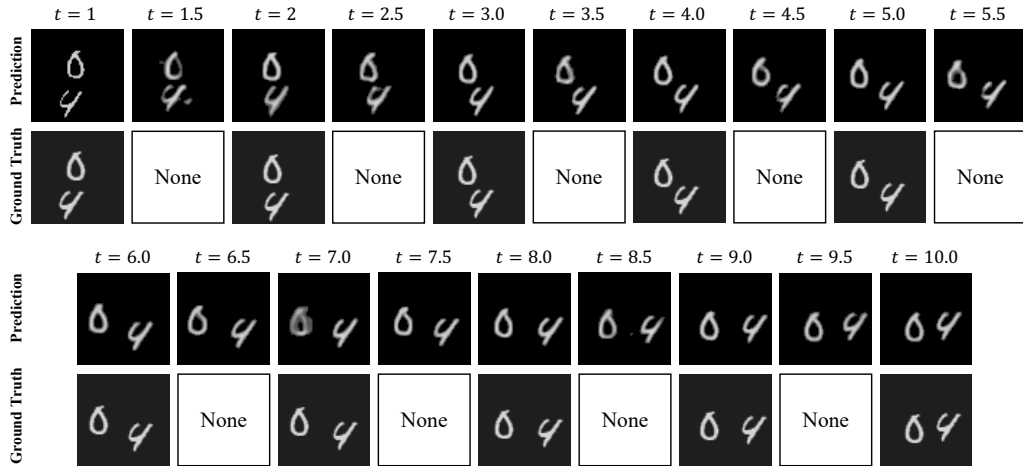 t = 1 t = 1.5 t = 2 t = 2.5 t = 3.0 t = 3.5 t = 4.0 t = 4.5 t = 5.0 t = 5.5
Prediction
Ground Truth
None None None None None
t = 6.0 t = 6.5 t = 7.0 t = 7.5 t = 8.0 t = 8.5 t = 9.0 t = 9.5 t = 10.0
Prediction
Ground Truth
None None None None